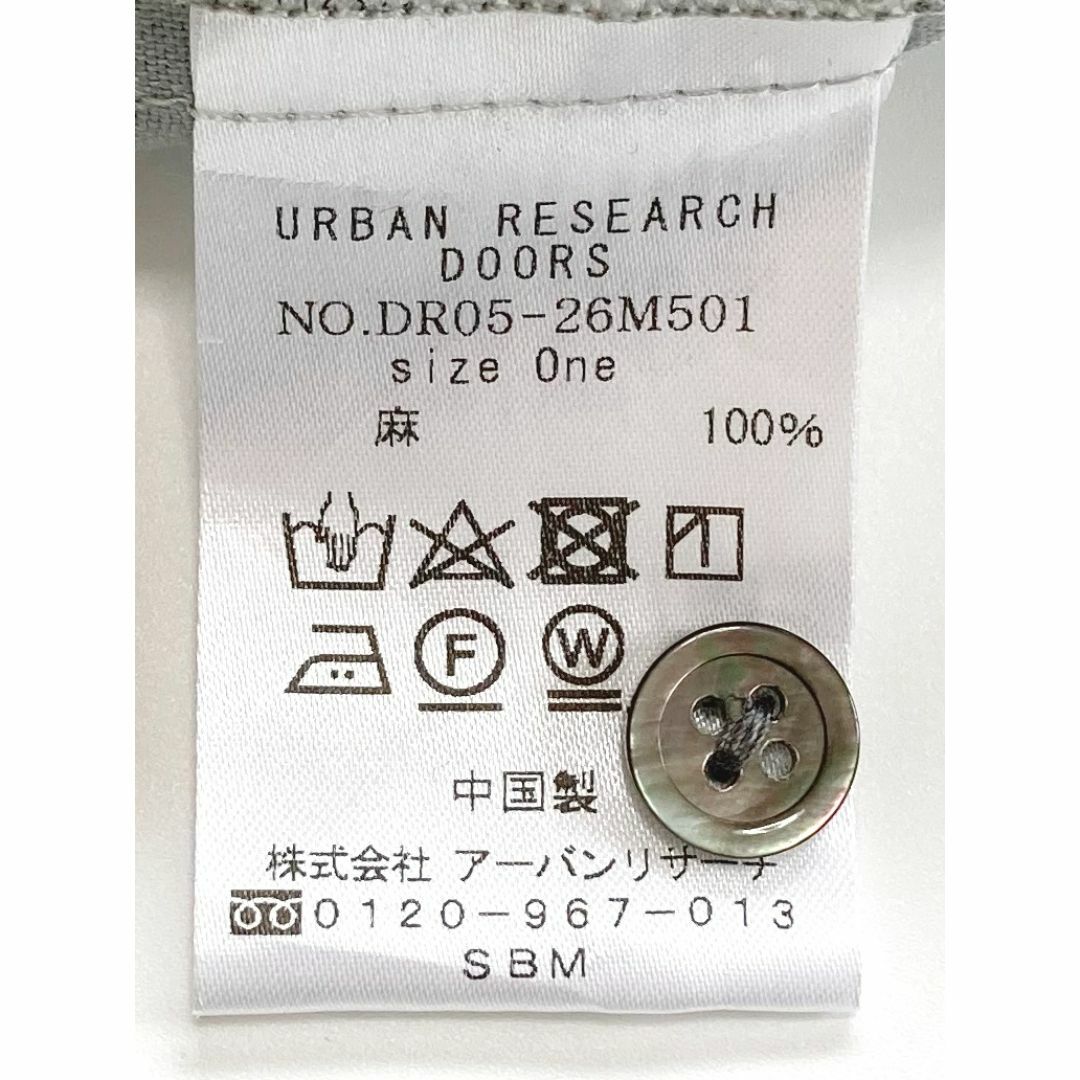 URBAN RESEARCH
DOORS
NO.DR05-26M501
size One
麻 100%
F W
中国製
株式会社 アーバンリサーチ
0120-967-013
SBM